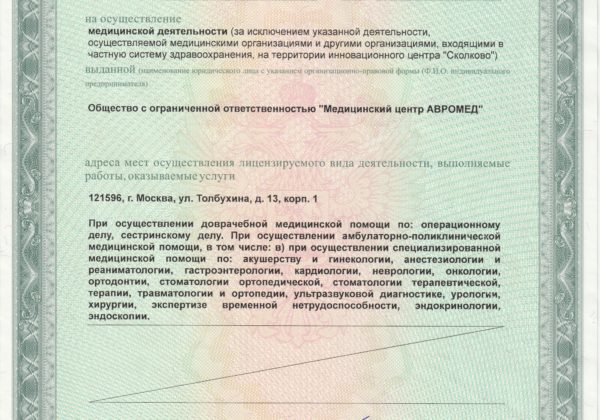 на осуществление
медицинской деятельности (за исключением указанной деятельности,
осуществляемой медицинскими организациями и другими организациями, входящими в
частную систему здравоохранения, на территории инновационного центра "Сколково")
выданной (наименование юридического лица с указанием организационно-правовой формы (Ф.И.О. индивидуального
предпринимателя)
Общество с ограниченной ответственностью "Медицинский центр АВРОМЕД"
адреса мест осуществления лицензируемого вида деятельности, выполняемые
работы, оказываемые услуги
121596, г. Москва, ул. Толбухина, д. 13, корп. 1
При осуществлении доврачебной медицинской помощи по: операционному
делу, сестринскому делу. При осуществлении амбулаторно-поликлинической
медицинской помощи, в том числе: в) при осуществлении специализированной
медицинской помощи по: акушерству и гинекологии, анестезиологии и
реаниматологии, гастроэнтерологии, кардиологии, неврологии, онкологии,
ортодонтии, стоматологии ортопедической, стоматологии терапевтической,
терапии, травматологии и ортопедии, ультразвуковой диагностике, урологии,
хирургии, экспертизе временной нетрудоспособности, эндокринологии,
эндоскопии.